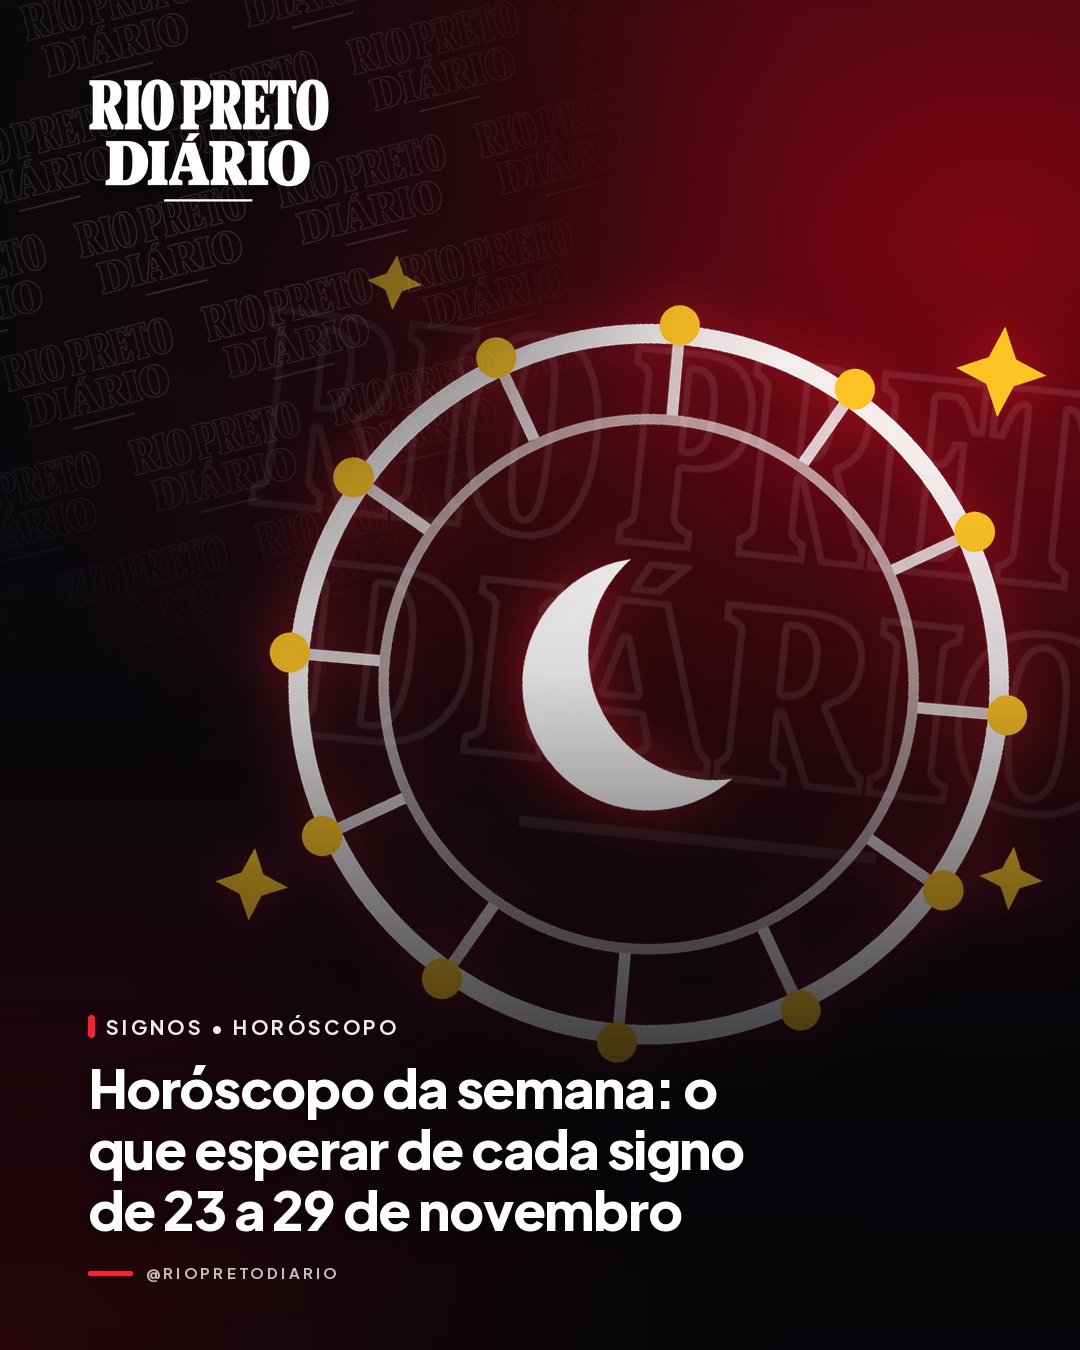 RIO PRETO
DIÁRIO
SIGNOS • HORÓSCOPO
Horóscopo da semana: o
que esperar de cada signo
de 23 a 29 de novembro
@RIOPRETODIARIO